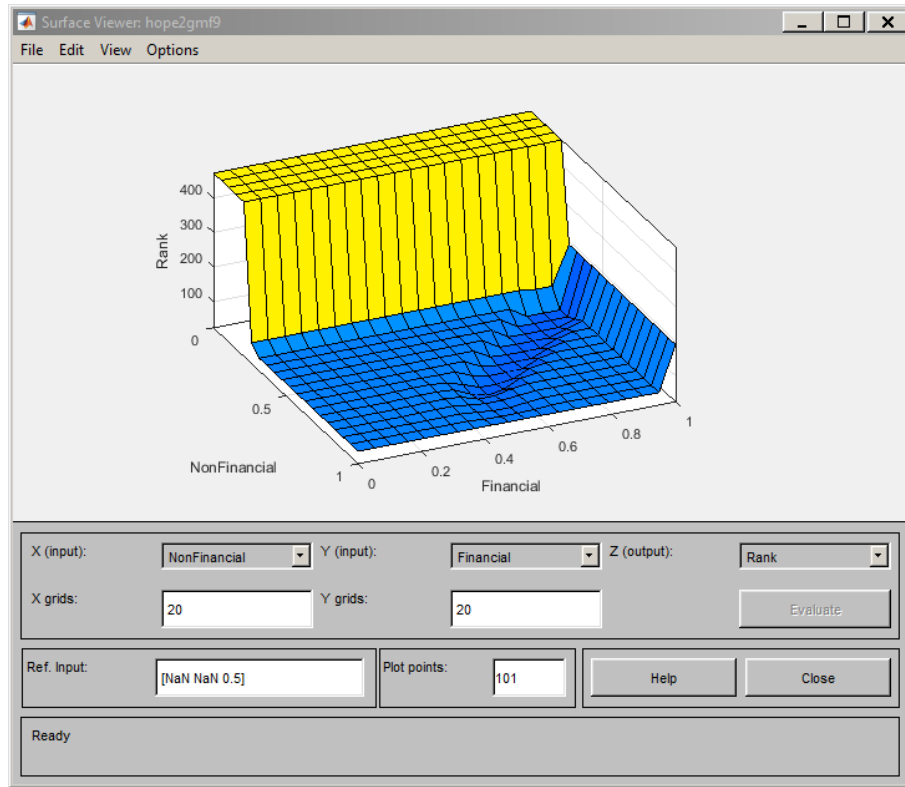 Surface Viewer: hope2gmf9
File Edit View Options
400
300
200
100
0
Rank
0.5
1
NonFinancial
0
0.2
0.4
0.6
0.8
1
Financial
X (input): NonFinancial Y (input): Financial Z (output): Rank
X grids: 20 Y grids: 20 Evaluate
Ref. Input: [NaN NaN 0.5] Plot points: 101 Help Close
Ready